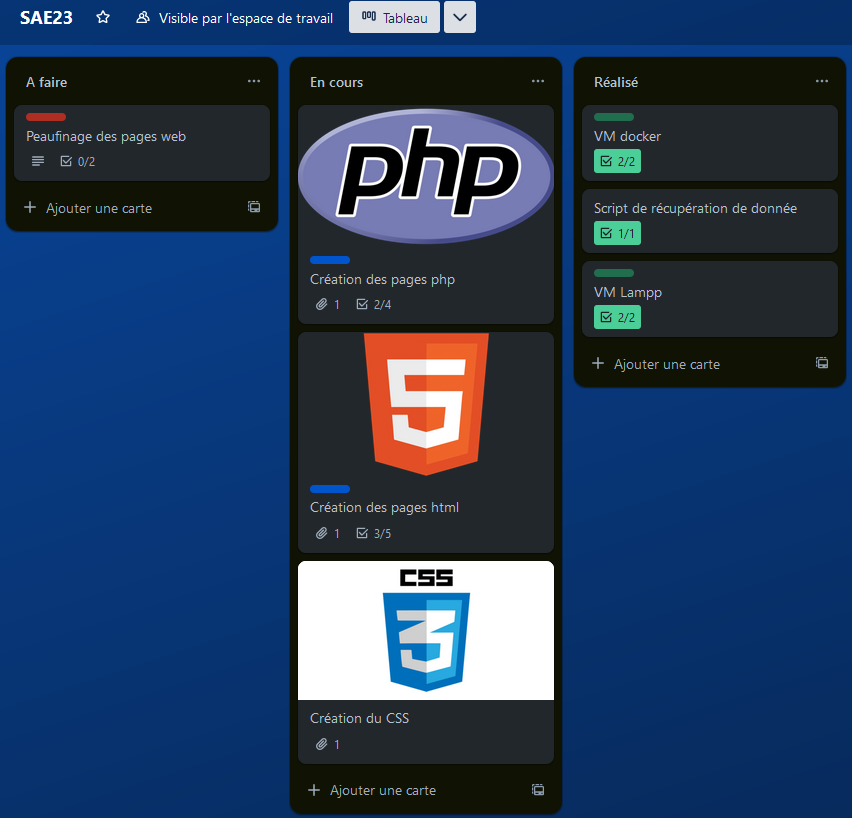 SAE23 Visible par l'espace de travail Tableau
A faire
Peaufinage des pages web
0/2
Ajouter une carte
En cours
php
Création des pages php
1 2/4
5
Création des pages html
1 3/5
CSS
3
Création du CSS
1
Ajouter une carte
Réalisé
VM docker
2/2
Script de récupération de donnée
1/1
VM Lampp
2/2
Ajouter une carte